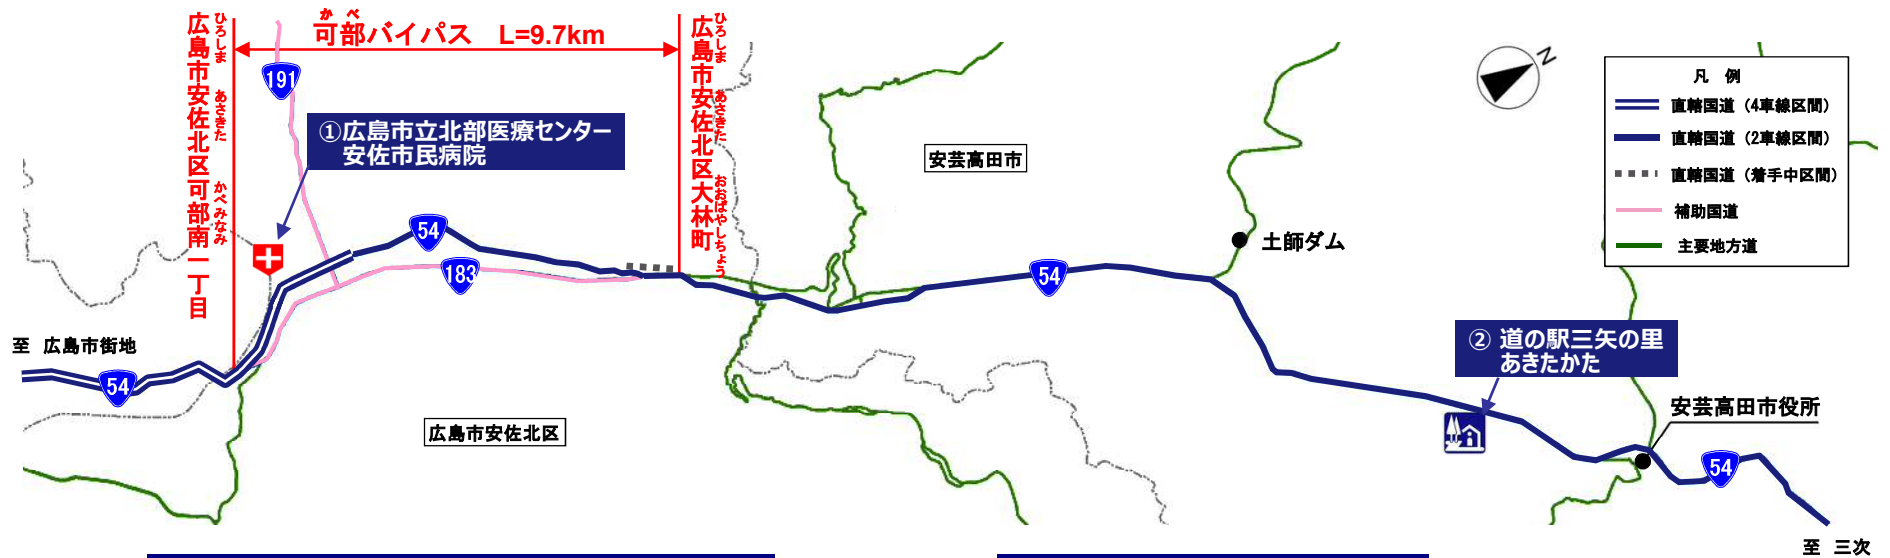 ひろしま あさきた かべみなみ
広島市安佐北区可部南一丁目
かべ
可部バイパス L=9.7km
ひろしま あさきた おおばやしちょう
広島市安佐北区大林町
191
①広島市立北部医療センター
安佐市民病院
54
183
至 広島市街地
54
広島市安佐北区
安芸高田市
土師ダム
54
N
凡 例
直轄国道（4車線区間）
直轄国道（2車線区間）
直轄国道（着手中区間）
補助国道
主要地方道
② 道の駅三矢の里
あきたかた
安芸高田市役所
54
至 三次